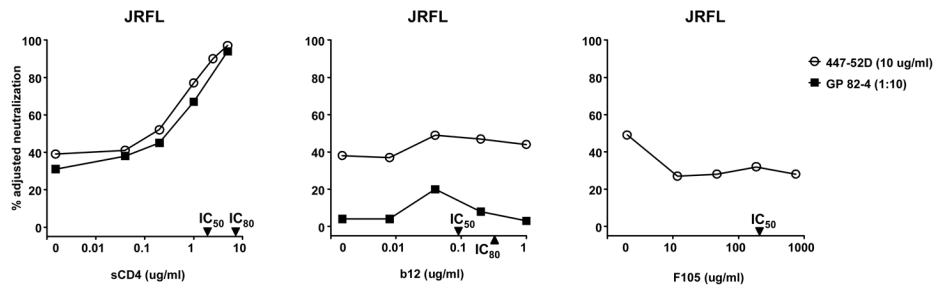 JRFL
JRFL
JRFL
% adjusted neutralization
100
80
60
40
20
0
IC50 IC80
0 0.01 0.1 1 10
sCD4 (ug/ml)
100
80
60
40
20
0
IC50
IC80
0 0.01 0.1 1
b12 (ug/ml)
100
80
60
40
20
0
IC50
0 10 100 1000
F105 (ug/ml)
447-52D (10 ug/ml)
GP 82-4 (1:10)